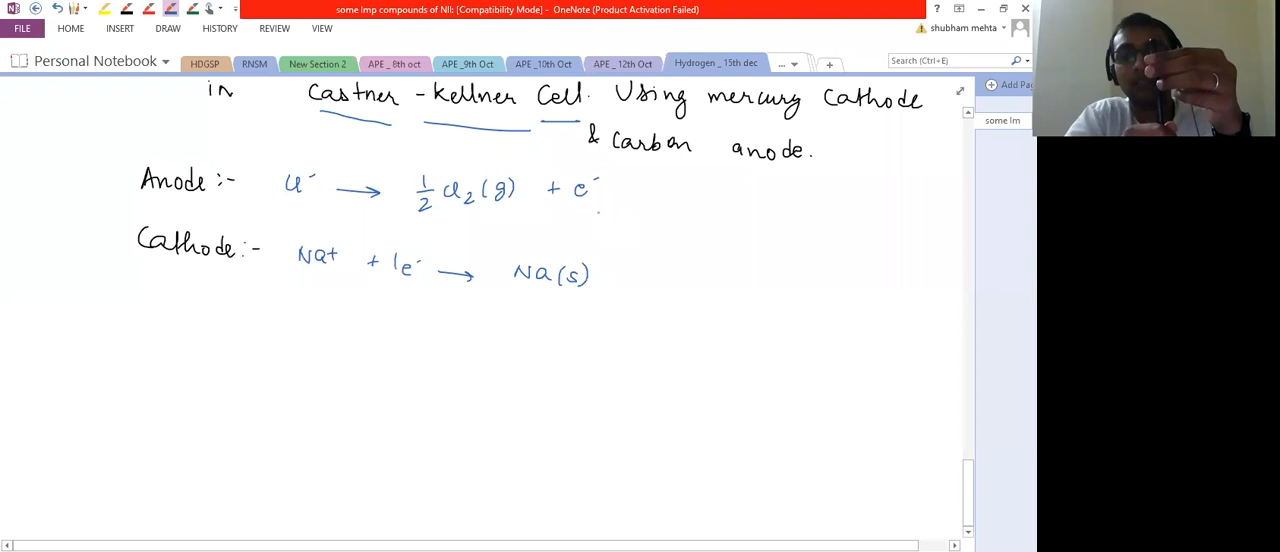 some Imp compounds of NII: [Compatibility Mode] - OneNote (Product Activation Failed)
FILE HOME INSERT DRAW HISTORY REVIEW VIEW
shubham mehta
Personal Notebook HDGSP RNSM New Section 2 APE _ 8th oct APE _9th Oct APE _10th Oct APE _ 12th Oct Hydrogen _ 15th dec ... Search (Ctrl+E)
Add Pag
some Im
in Castner - Kellner Cell. Using mercury Cathode
& Carbon anode.
Anode :- Cl⁻ → 1/2 Cl₂(g) + e⁻
Cathode :- Na+ + 1e⁻ → Na(s)